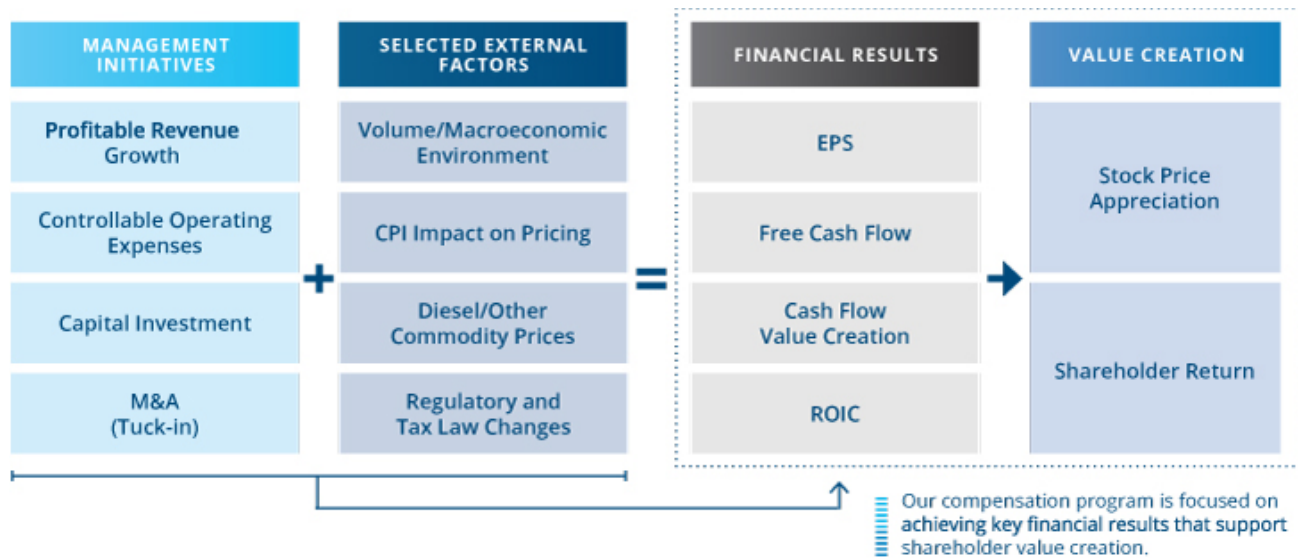 MANAGEMENT
INITIATIVES
Profitable Revenue
Growth
Controllable Operating
Expenses
Capital Investment
M&A
(Tuck-in)
+
SELECTED EXTERNAL
FACTORS
Volume/Macroeconomic
Environment
CPI Impact on Pricing
Diesel/Other
Commodity Prices
Regulatory and
Tax Law Changes
=
FINANCIAL RESULTS
EPS
Free Cash Flow
Cash Flow
Value Creation
ROIC
VALUE CREATION
Stock Price
Appreciation
Shareholder Return
Our compensation program is focused on
achieving key financial results that support
shareholder value creation.